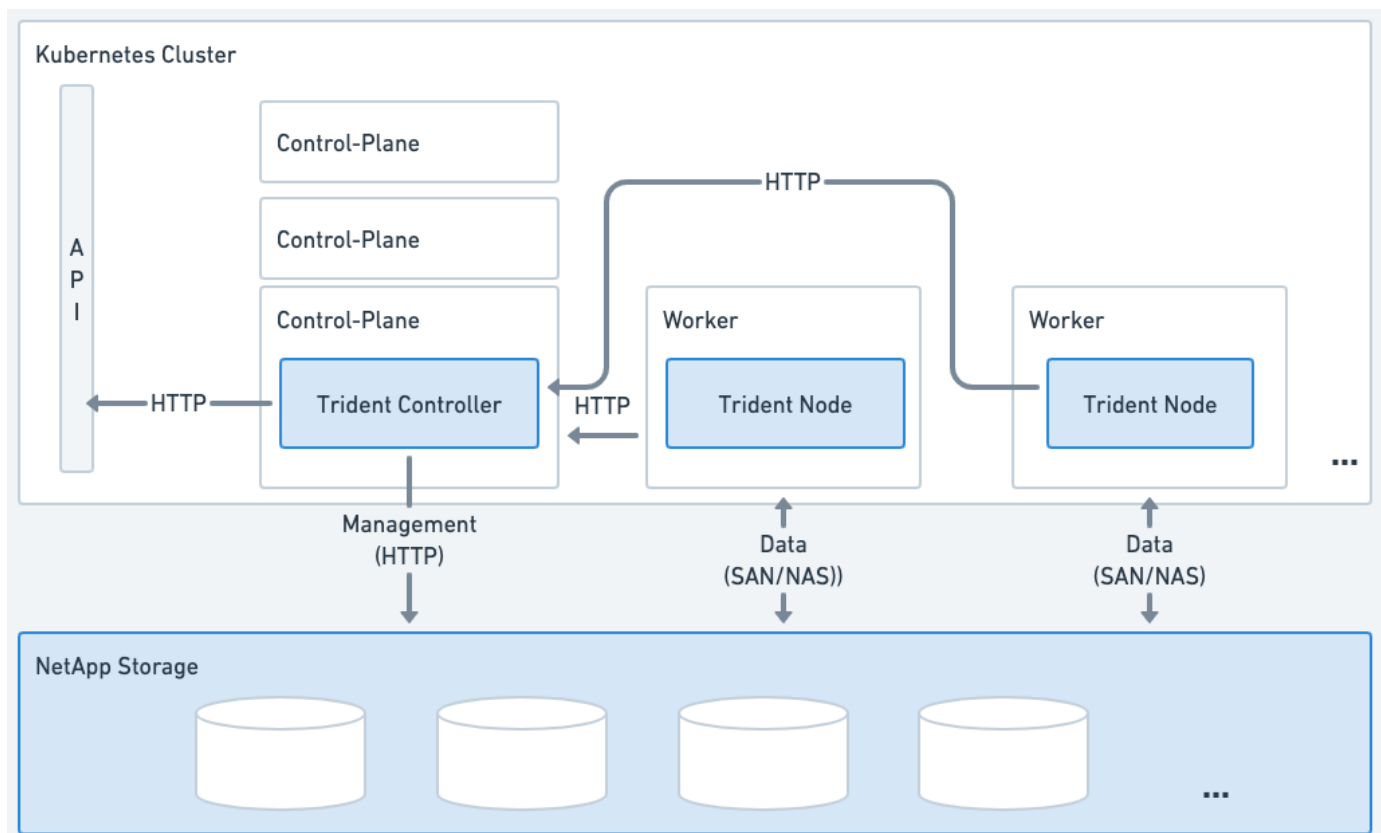 Kubernetes Cluster
A
P
I
Control-Plane
Control-Plane
Control-Plane
Trident Controller
HTTP
HTTP
HTTP
Worker
Trident Node
Worker
Trident Node
...
Management
(HTTP)
Data
(SAN/NAS))
Data
(SAN/NAS)
NetApp Storage
...